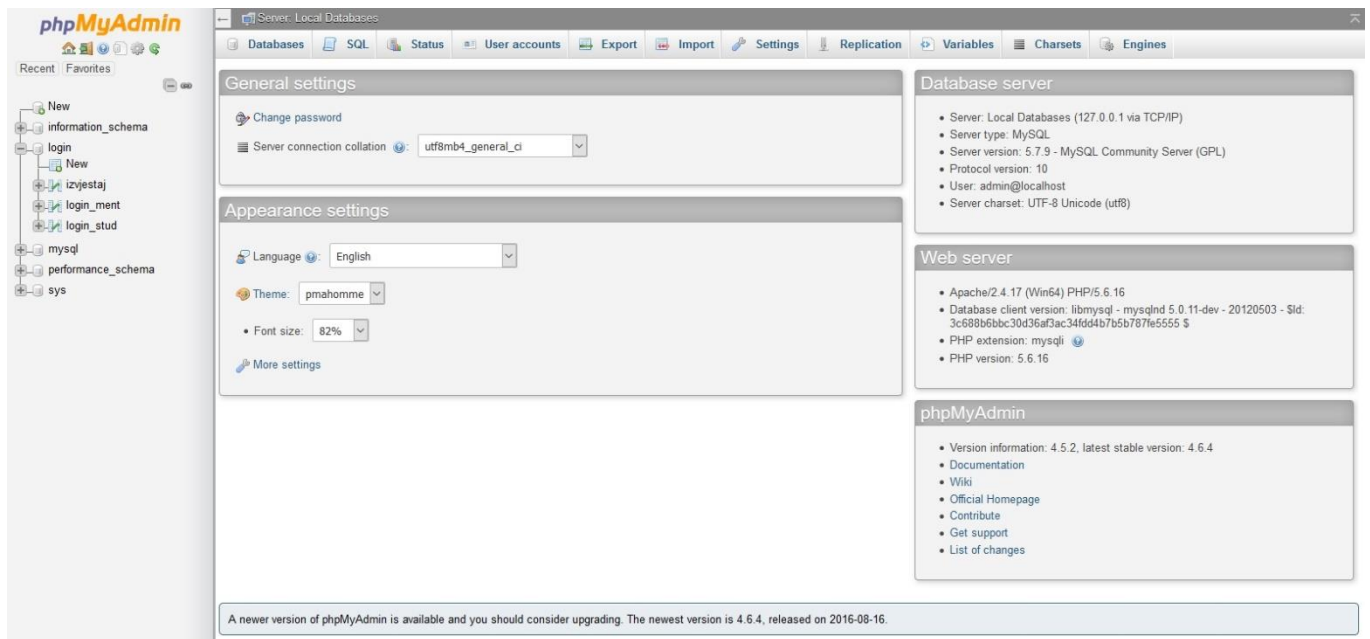 phpMyAdmin
Recent Favorites
New
information_schema
login
New
izvjestaj
login_ment
login_stud
mysql
performance_schema
sys
Server: Local Databases
Databases SQL Status User accounts Export Import Settings Replication Variables Charsets Engines
General settings
Change password
Server connection collation : utf8mb4_general_ci
Appearance settings
Language : English
Theme: pmahomme
• Font size: 82%
More settings
Database server
• Server: Local Databases (127.0.0.1 via TCP/IP)
• Server type: MySQL
• Server version: 5.7.9 - MySQL Community Server (GPL)
• Protocol version: 10
• User: admin@localhost
• Server charset: UTF-8 Unicode (utf8)
Web server
• Apache/2.4.17 (Win64) PHP/5.6.16
• Database client version: libmysql - mysqlnd 5.0.11-dev - 20120503 - $Id:
3c688b6bbc30d36af3ac34fdd4b7b5b787fe5555 $
• PHP extension: mysqli
• PHP version: 5.6.16
phpMyAdmin
• Version information: 4.5.2, latest stable version: 4.6.4
• Documentation
• Wiki
• Official Homepage
• Contribute
• Get support
• List of changes
A newer version of phpMyAdmin is available and you should consider upgrading. The newest version is 4.6.4, released on 2016-08-16.